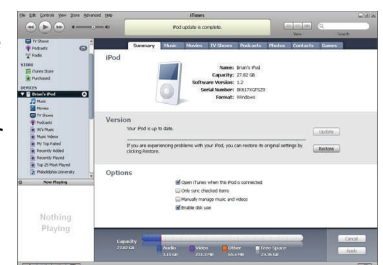 File Edit Controls View Store Advanced Help
iTunes
iPod update is complete.
View
Search
TV Shows
Podcasts
Radio
STORE
iTunes Store
Purchased
DEVICES
Brian's iPod
Music
Movies
TV Shows
Podcasts
90's Music
Music Videos
My Top Rated
Recently Added
Recently Played
Top 25 Most Played
Philadelphia University
Now Playing
Nothing
Playing
Summary Music Movies TV Shows Podcasts Photos Contacts Games
iPod
Name: Brian's iPod
Capacity: 27.82 GB
Software Version: 1.2
Serial Number:
Format: Windows
Version
Your iPod is up to date.
Update
If you are experiencing problems with your iPod, you can restore its original settings by
clicking Restore.
Restore
Options
Open iTunes when this iPod is connected
Only sync checked items
Manually manage music and videos
Enable disk use
Capacity
27.82 GB
Audio
Video
Other
Free Space
Cancel
Apply